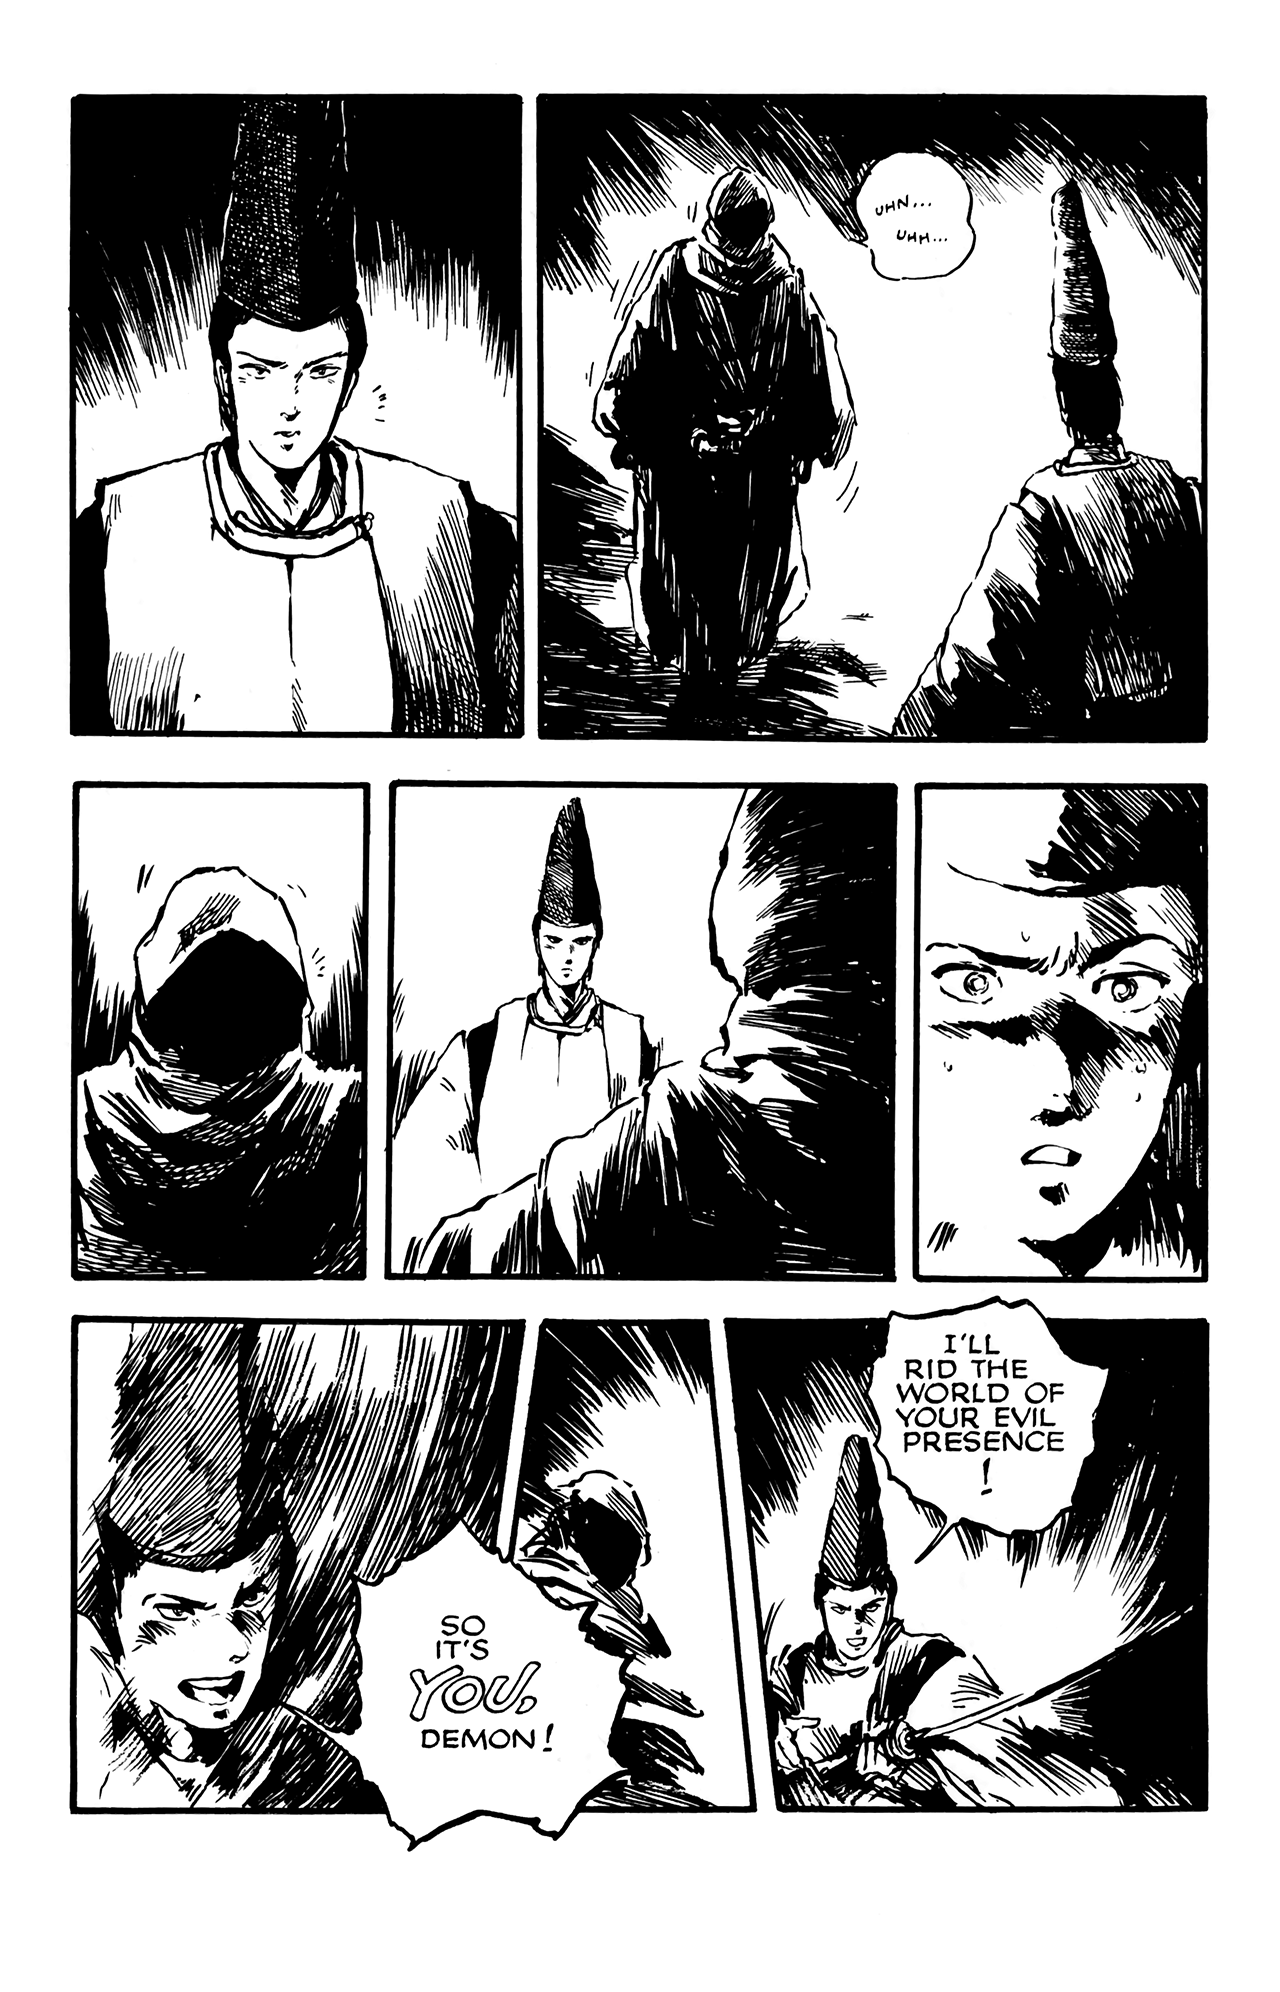 UHN...
UHH...
SO
IT'S
YOU,
DEMON!
I'LL
RID THE
WORLD OF
YOUR EVIL
PRESENCE
!